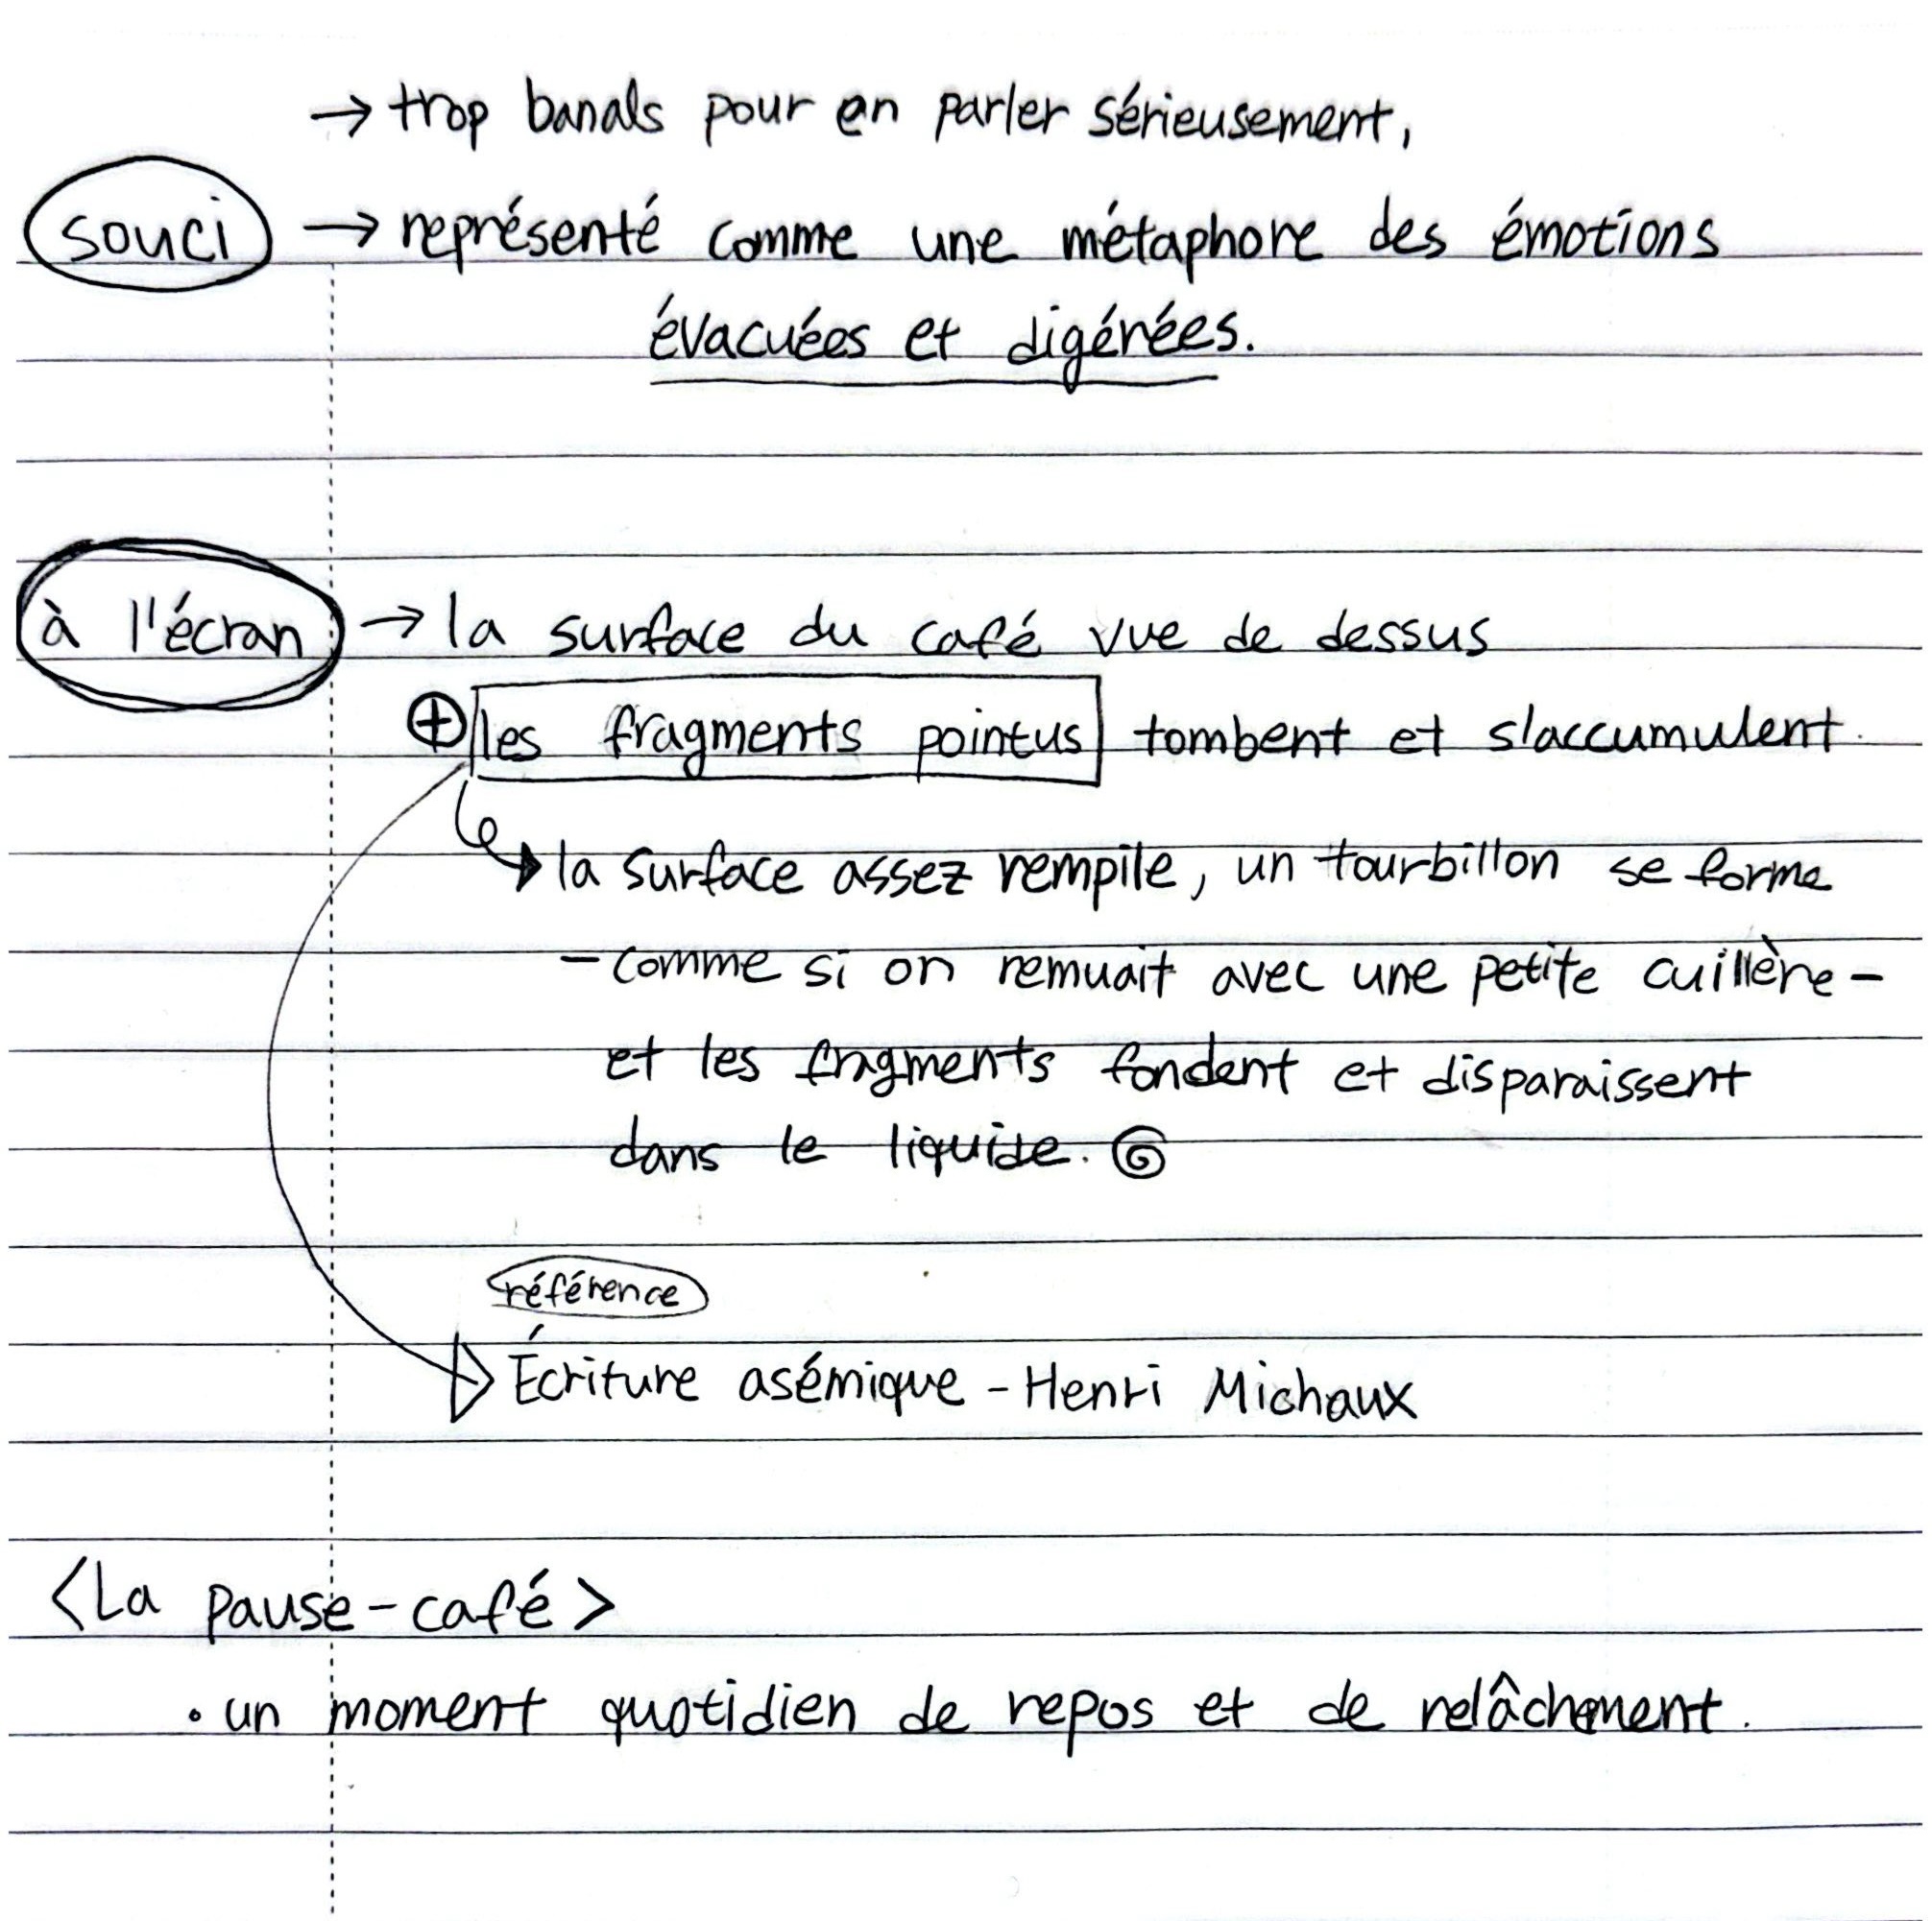 → trop banals pour en parler sérieusement,
souci → représenté comme une métaphore des émotions
évacuées et digérées.
à l'écran → la surface du café vue de dessus
⊕ les fragments pointus tombent et s'accumulent.
→ la surface assez rempile, un tourbillon se forme
- comme si on remuait avec une petite cuillère -
et les fragments fondent et disparaissent
dans le liquide.
référence
Écriture asémique - Henri Michaux
<La pause-café>
• un moment quotidien de repos et de relâchement.